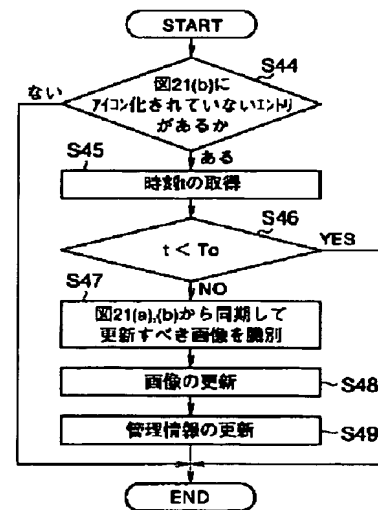 START
S44
図21(b)に
アイコン化されていないエントリ
があるか
ない
ある
S45
時刻tの取得
S46
t < To
YES
NO
S47
図21(a),(b)から同期して
更新すべき画像を識別
画像の更新
S48
管理情報の更新
S49
END